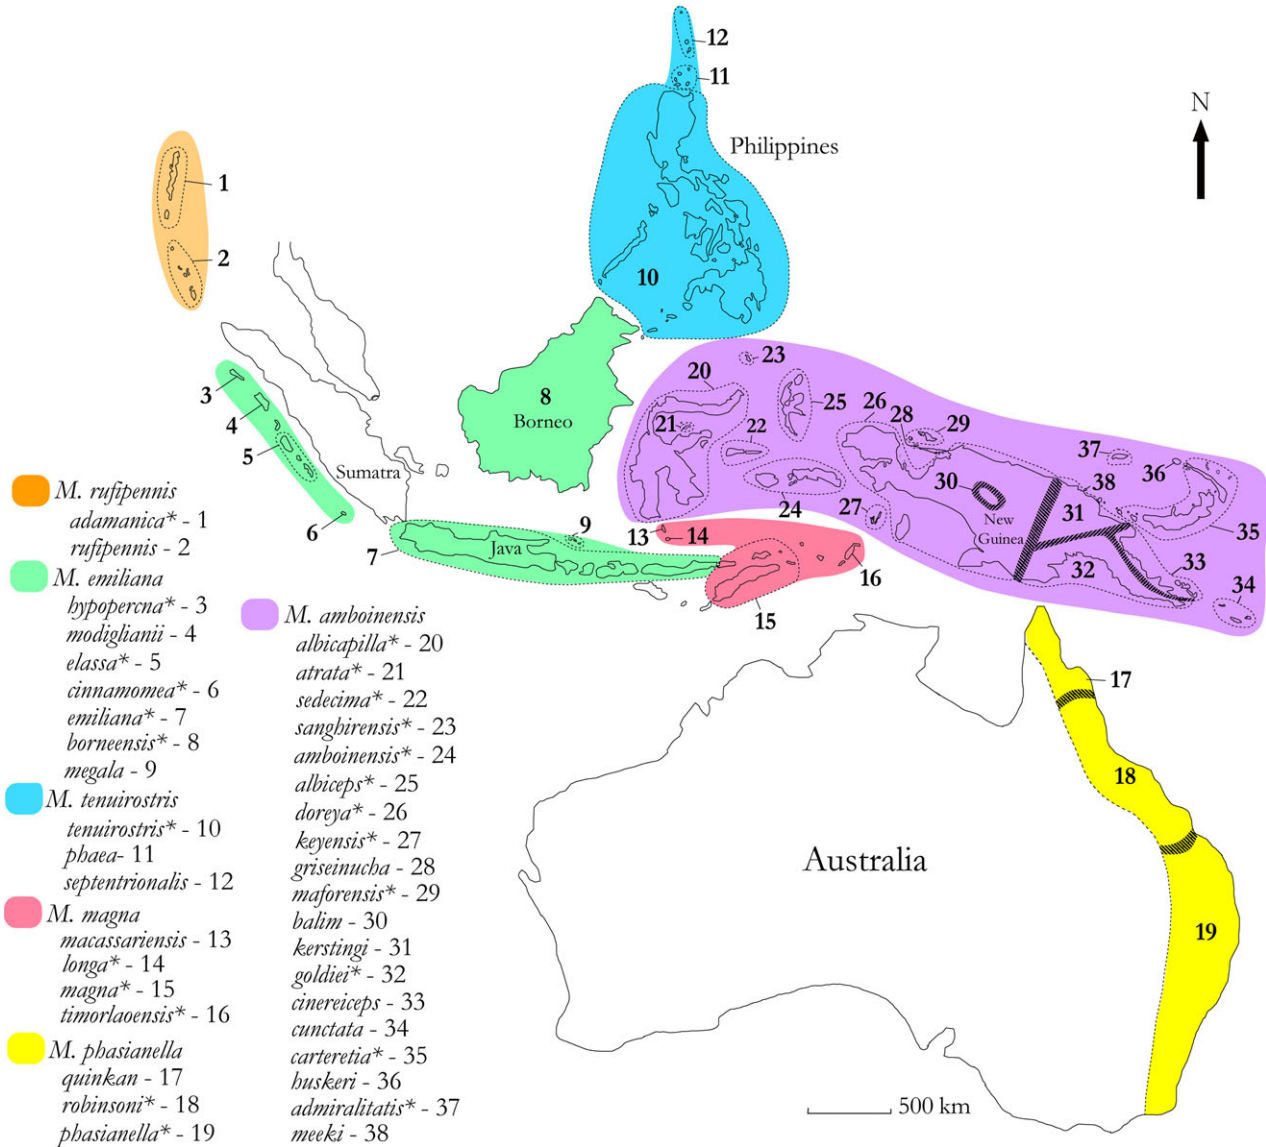 12
11
N
Philippines
1
2
10
23
20
8
Borneo
3
4
21
25
26
28
29
22
37
36
5
Sumatra
30
38
31
24
27
New
Guinea
35
6
9
13
14
7
Java
16
32
33
34
15
17
18
Australia
19
500 km
M. rufipennis
adamanica* - 1
rufipennis - 2
M. emiliana
hypopercna* - 3
modiglianii - 4
elassa* - 5
cinnamomea* - 6
emiliana* - 7
borneensis* - 8
megala - 9
M. tenuirostris
tenuirostris* - 10
phaea- 11
septentrionalis - 12
M. magna
macassariensis - 13
longa* - 14
magna* - 15
timorlaoensis* - 16
M. phasianella
quinkan - 17
robinsoni* - 18
phasianella* - 19
M. amboinensis
albicapilla* - 20
atrata* - 21
sedecima* - 22
sanghirensis* - 23
amboinensis* - 24
albiceps* - 25
doreya* - 26
keyensis* - 27
griseinucha - 28
maforensis* - 29
balim - 30
kerstingi - 31
goldiei* - 32
cinereiceps - 33
cunctata - 34
carteretia* - 35
huskeri - 36
admiralitatis* - 37
meeki - 38